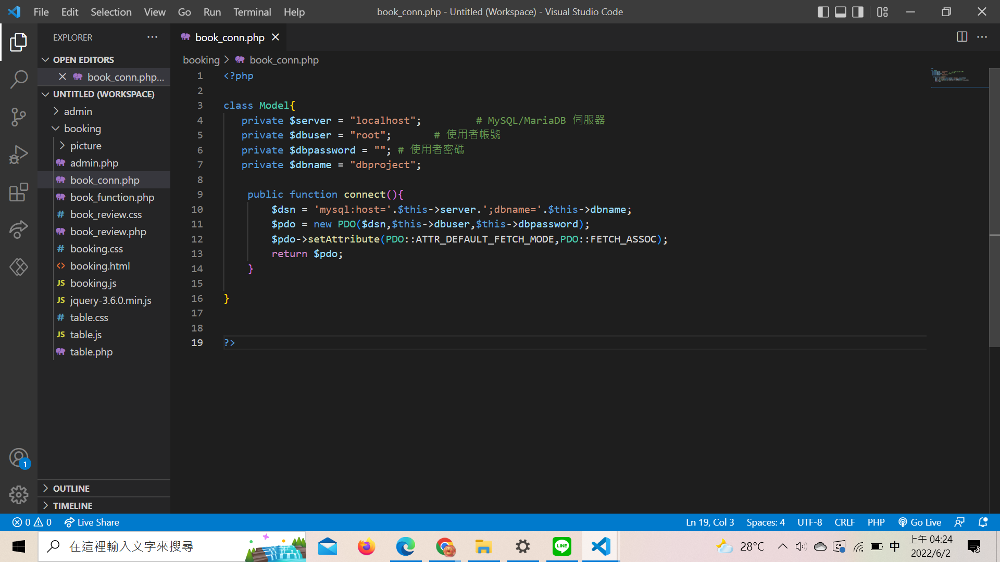 File Edit Selection View Go Run Terminal Help
book_conn.php - Untitled (Workspace) - Visual Studio Code
EXPLORER
OPEN EDITORS
book_conn.php...
UNTITLED (WORKSPACE)
admin
booking
picture
admin.php
book_conn.php
book_function.php
# book_review.css
book_review.php
# booking.css
<> booking.html
JS booking.js
JS jquery-3.6.0.min.js
# table.css
JS table.js
table.php
OUTLINE
TIMELINE
1
book_conn.php
booking > book_conn.php
1 <?php
2
3 class Model{
4 private $server = "localhost"; # MySQL/MariaDB 伺服器
5 private $dbuser = "root"; # 使用者帳號
6 private $dbpassword = ""; # 使用者密碼
7 private $dbname = "dbproject";
8
9 public function connect(){
10 $dsn = 'mysql:host='.$this->server.';dbname='.$this->dbname;
11 $pdo = new PDO($dsn,$this->dbuser,$this->dbpassword);
12 $pdo->setAttribute(PDO::ATTR_DEFAULT_FETCH_MODE,PDO::FETCH_ASSOC);
13 return $pdo;
14 }
15
16 }
17
18
19 ?>
0 0 Live Share
Ln 19, Col 3 Spaces: 4 UTF-8 CRLF PHP Go Live
在這裡輸入文字來搜尋
LINE
28°C
中
上午 04:24
2022/6/2